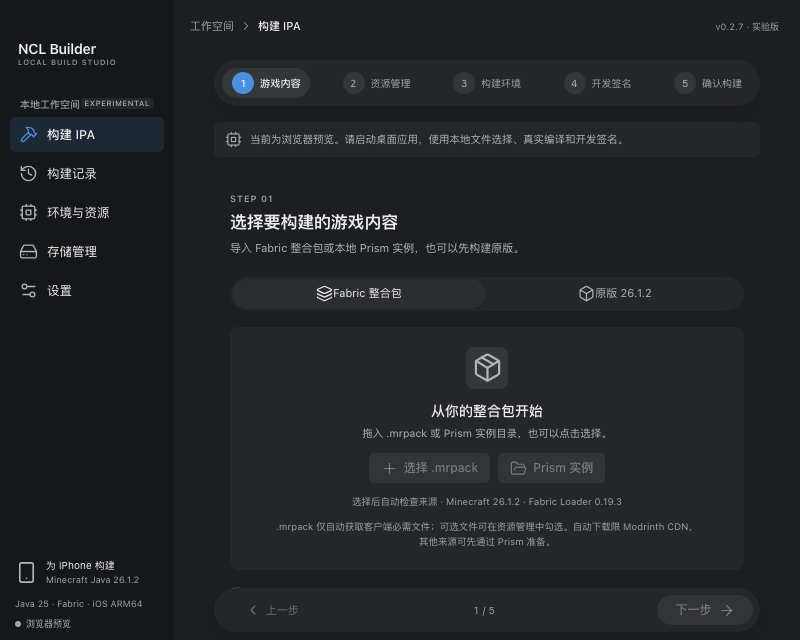 工作空间 > 构建 IPA
v0.2.7 · 实验版
NCL Builder
LOCAL BUILD STUDIO
本地工作空间 EXPERIMENTAL
构建 IPA
构建记录
环境与资源
存储管理
设置
为 iPhone 构建
Minecraft Java 26.1.2
Java 25 · Fabric · iOS ARM64
浏览器预览
1 游戏内容
2 资源管理
3 构建环境
4 开发签名
5 确认构建
当前为浏览器预览。请启动桌面应用，使用本地文件选择、真实编译和开发签名。
STEP 01
选择要构建的游戏内容
导入 Fabric 整合包或本地 Prism 实例，也可以先构建原版。
Fabric 整合包
原版 26.1.2
从你的整合包开始
拖入 .mrpack 或 Prism 实例目录，也可以点击选择。
选择 .mrpack
Prism 实例
选择后自动检查来源 · Minecraft 26.1.2 · Fabric Loader 0.19.3
.mrpack 仅自动获取客户端必需文件；可选文件可在资源管理中勾选。自动下载限 Modrinth CDN，
其他来源可先通过 Prism 准备。
上一步
1 / 5
下一步